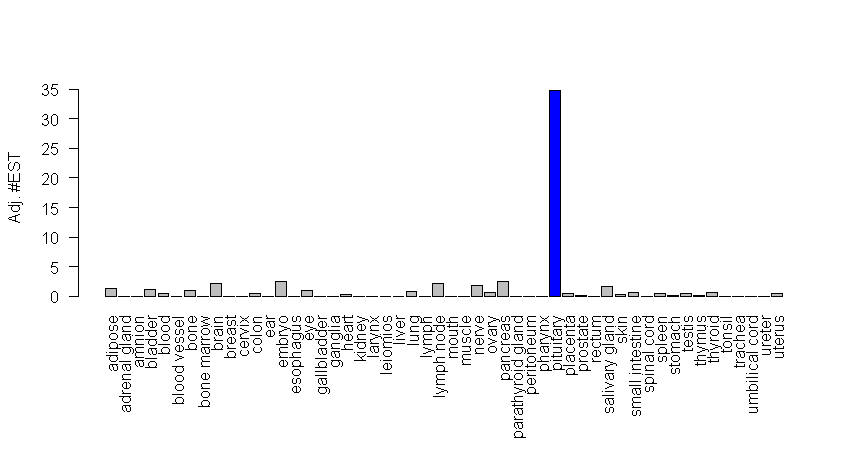 Adj. #EST
35
30
25
20
15
10
5
0
adipose
adrenal gland
amnion
bladder
blood
blood vessel
bone
bone marrow
brain
breast
cervix
colon
ear
embryo
esophagus
eye
gallbladder
ganglia
heart
kidney
larynx
leiomios
liver
lung
lymph
lymph node
mouth
muscle
nerve
ovary
pancreas
parathyroid gland
peritoneum
pharynx
pituitary
placenta
prostate
rectum
salivary gland
skin
small intestine
spinal cord
spleen
stomach
testis
thymus
thyroid
tonsil
trachea
umbilical cord
ureter
uterus